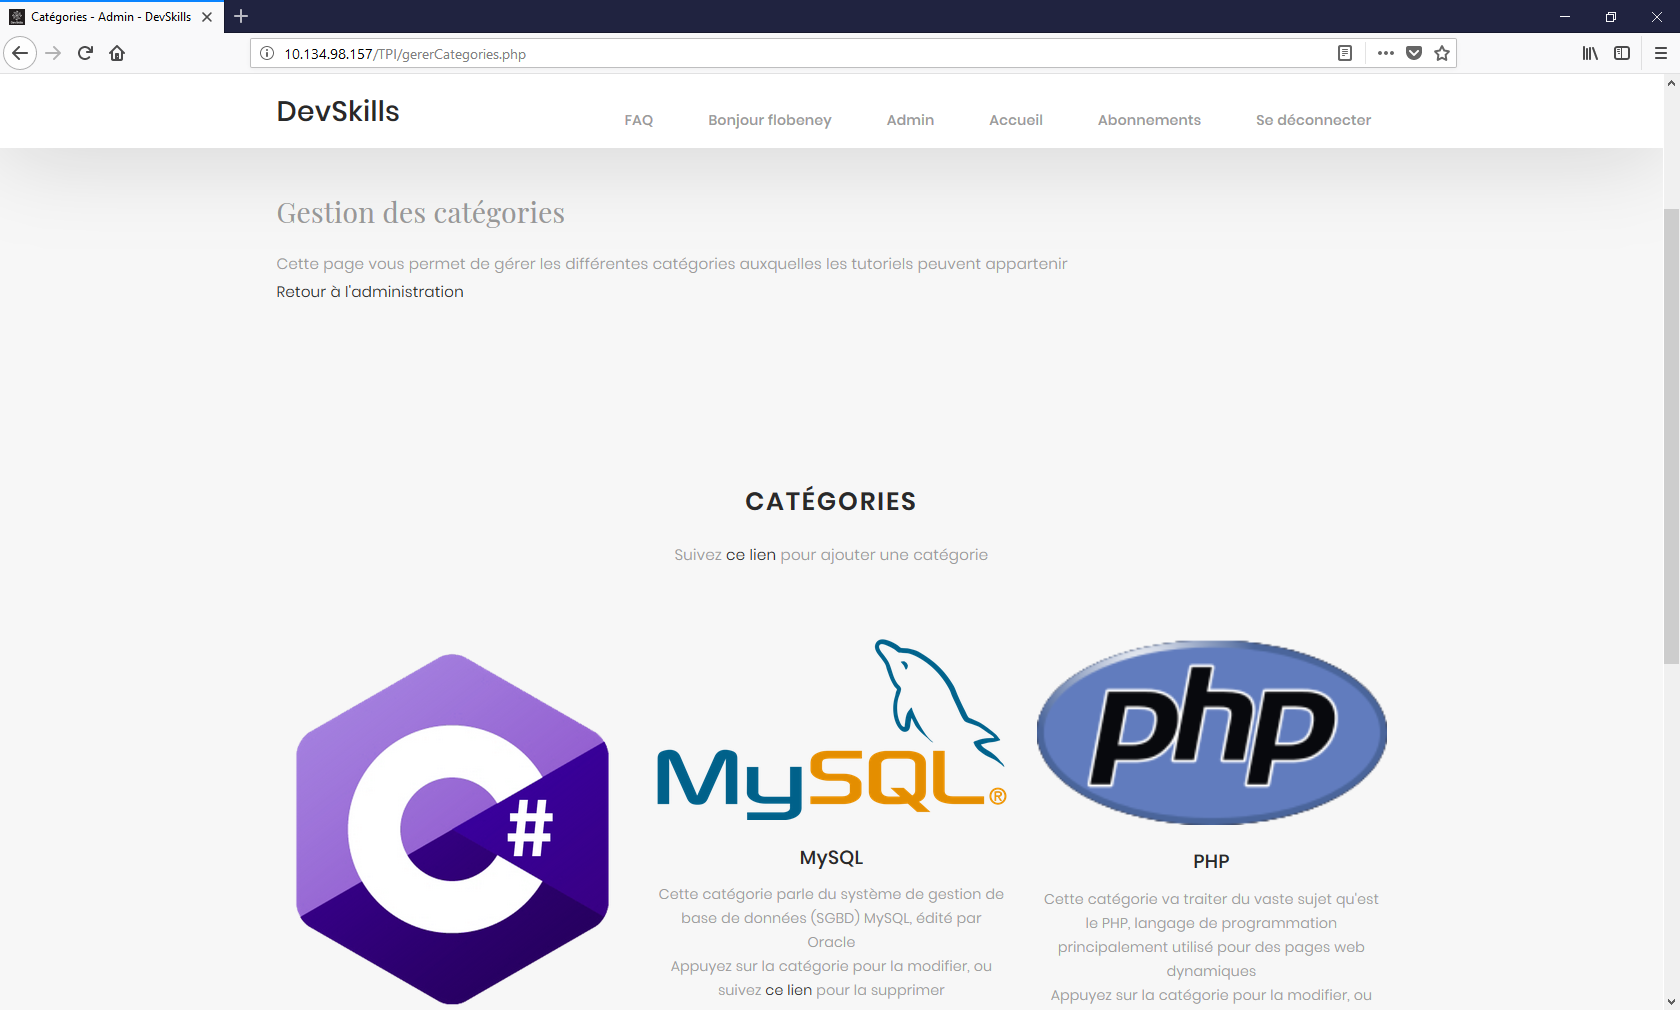 Catégories - Admin - DevSkills
10.134.98.157/TPI/gererCategories.php
DevSkills
FAQ
Bonjour flobeney
Admin
Accueil
Abonnements
Se déconnecter
Gestion des catégories
Cette page vous permet de gérer les différentes catégories auxquelles les tutoriels peuvent appartenir
Retour à l'administration
CATÉGORIES
Suivez ce lien pour ajouter une catégorie
C#
MySQL®
MySQL
Cette catégorie parle du système de gestion de
base de données (SGBD) MySQL, édité par
Oracle
Appuyez sur la catégorie pour la modifier, ou
suivez ce lien pour la supprimer
php
PHP
Cette catégorie va traiter du vaste sujet qu'est
le PHP, langage de programmation
principalement utilisé pour des pages web
dynamiques
Appuyez sur la catégorie pour la modifier, ou